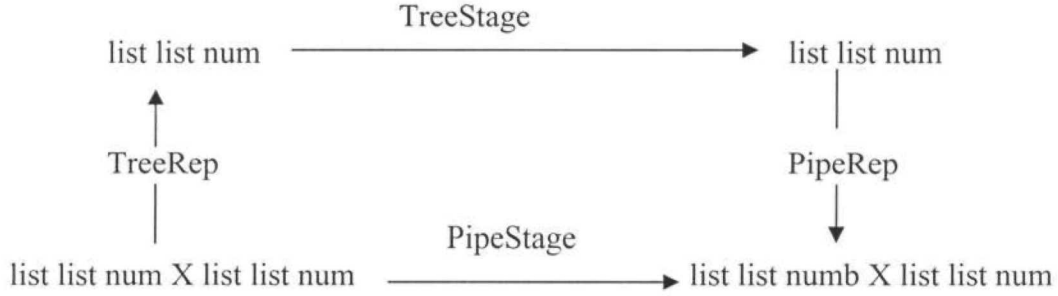 TreeStage
list list num list list num
TreeRep PipeRep
PipeStage
list list num X list list num list list numb X list list num